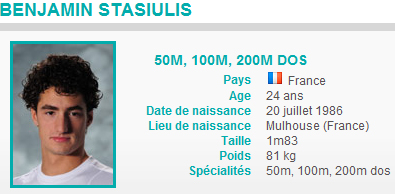 BENJAMIN STASIULIS
50M, 100M, 200M DOS
Pays France
Age 24 ans
Date de naissance 20 juillet 1986
Lieu de naissance Mulhouse (France)
Taille 1m83
Poids 81 kg
Spécialités 50m, 100m, 200m dos